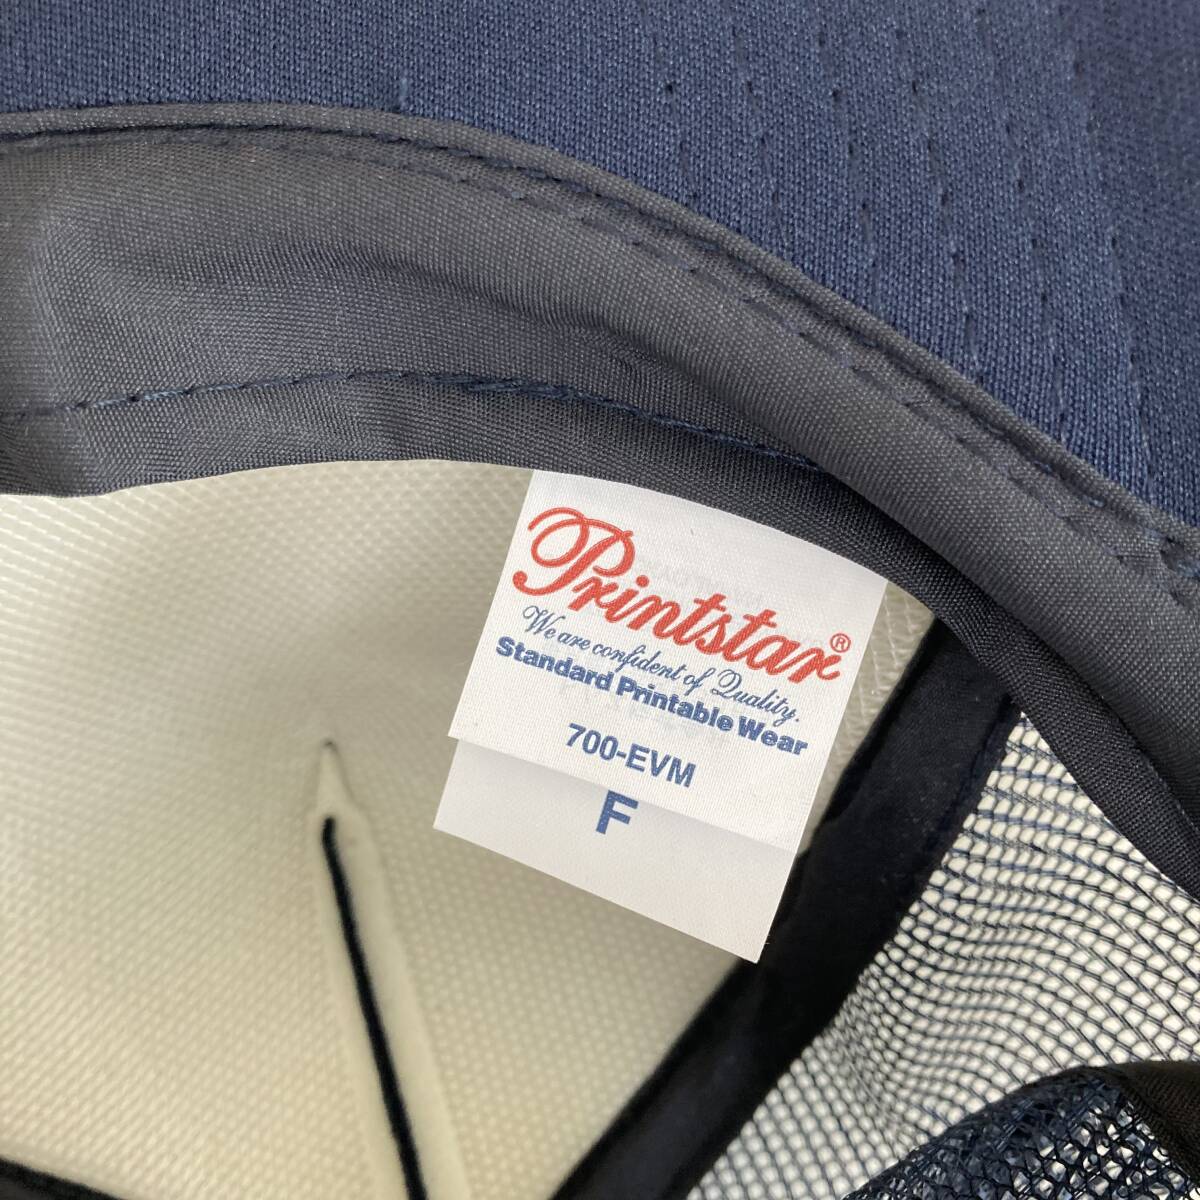 Printstar®
We are confident of Quality.
Standard Printable Wear
700-EVM
F